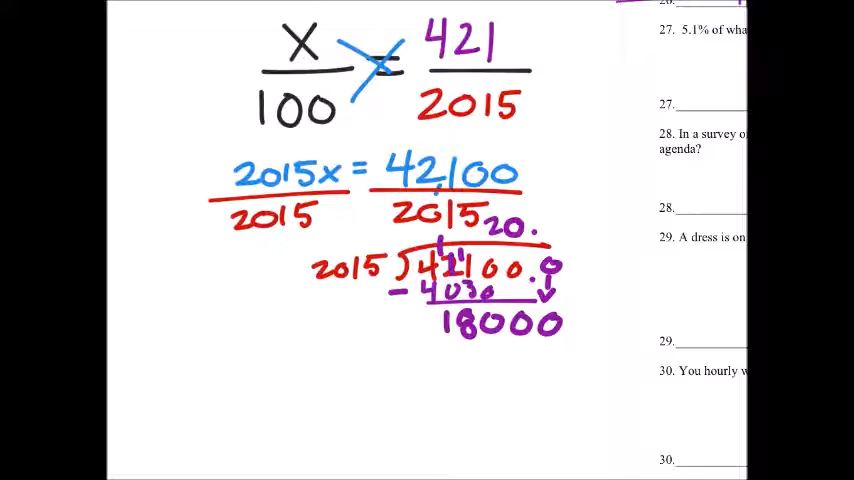 x/100 = 421/2015
2015x = 42,100
2015 2015
20.
2015 ) 42100.0
- 4030
18000
27. 5.1% of wha
27.
28. In a survey o
agenda?
28.
29. A dress is on
29.
30. You hourly w
30.